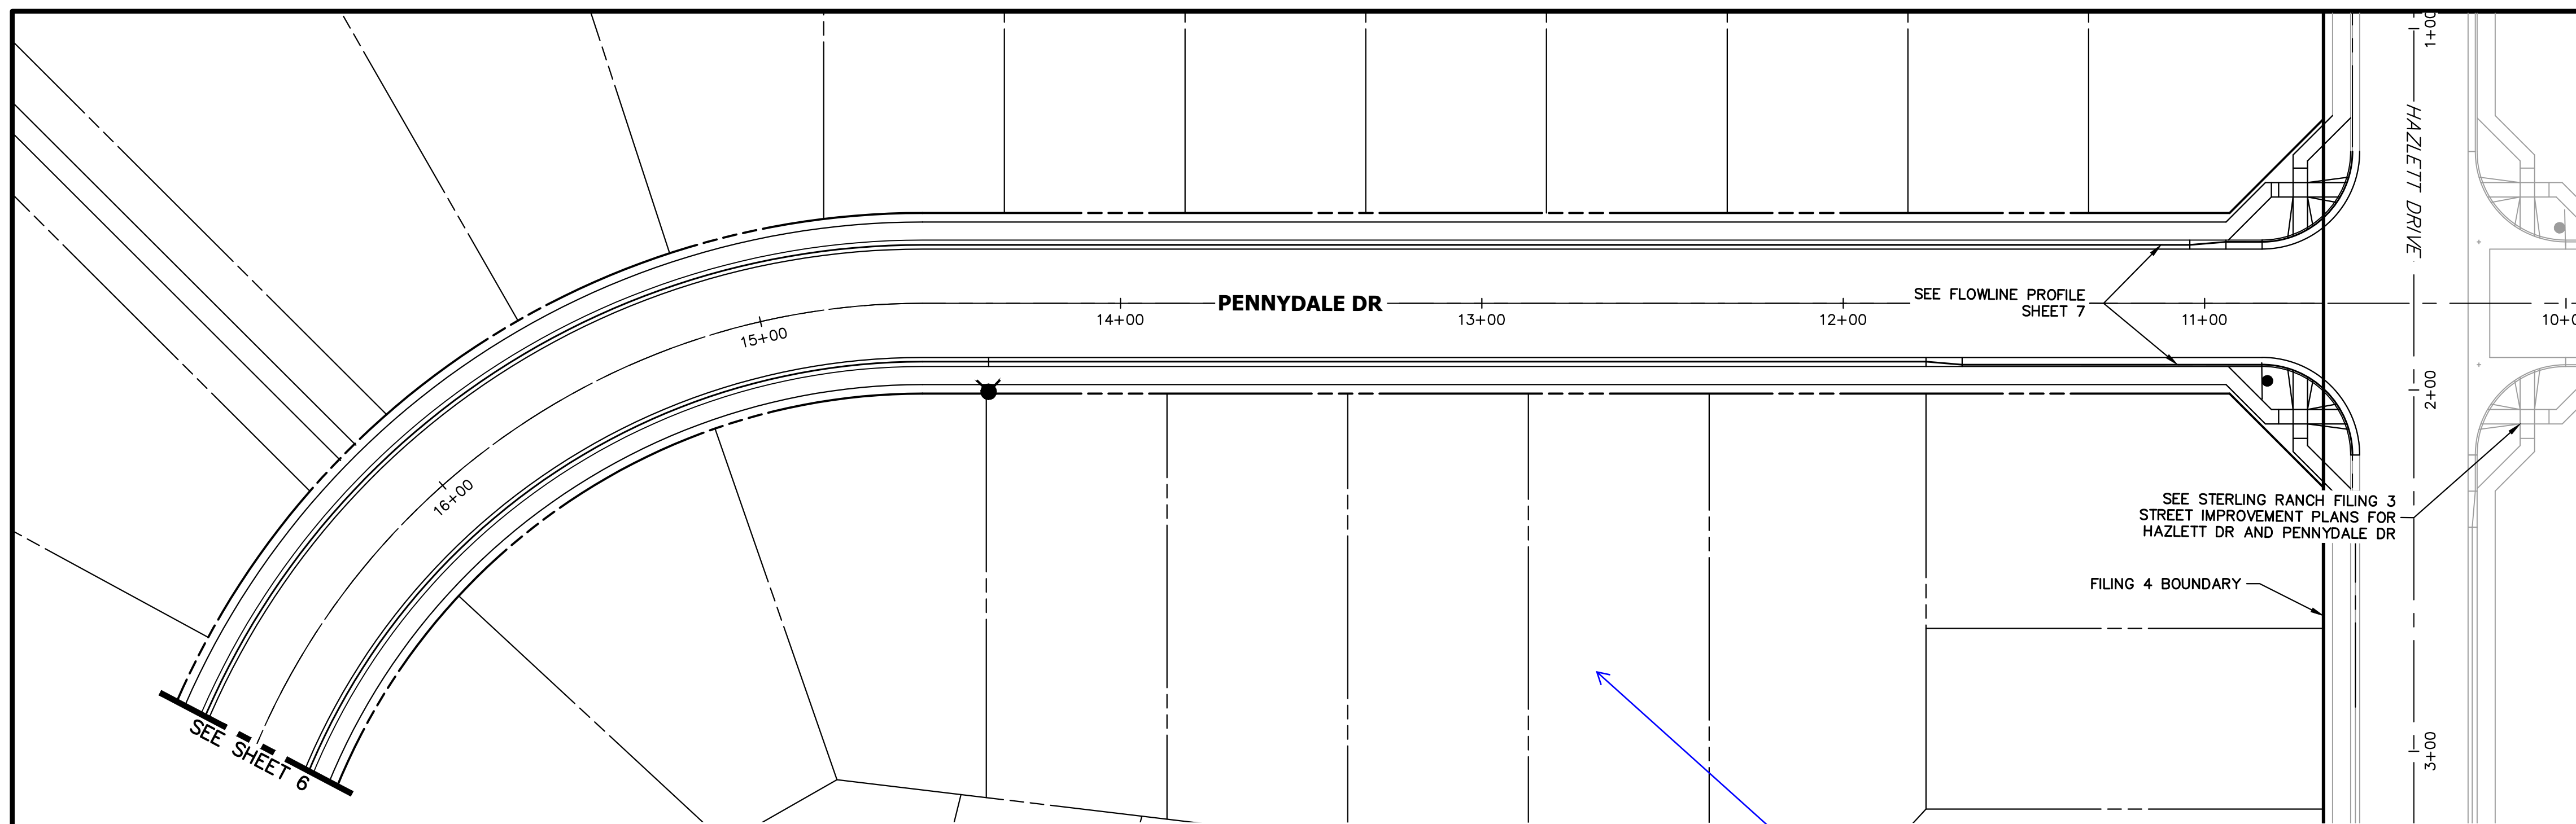 1+00
HAZLETT DRIVE
PENNYDALE DR
SEE FLOWLINE PROFILE
SHEET 7
15+00
14+00
13+00
12+00
11+00
2+00
16+00
SEE STERLING RANCH FILING 3
STREET IMPROVEMENT PLANS FOR
HAZLETT DR AND PENNYDALE DR
FILING 4 BOUNDARY
SEE SHEET 6
3+00